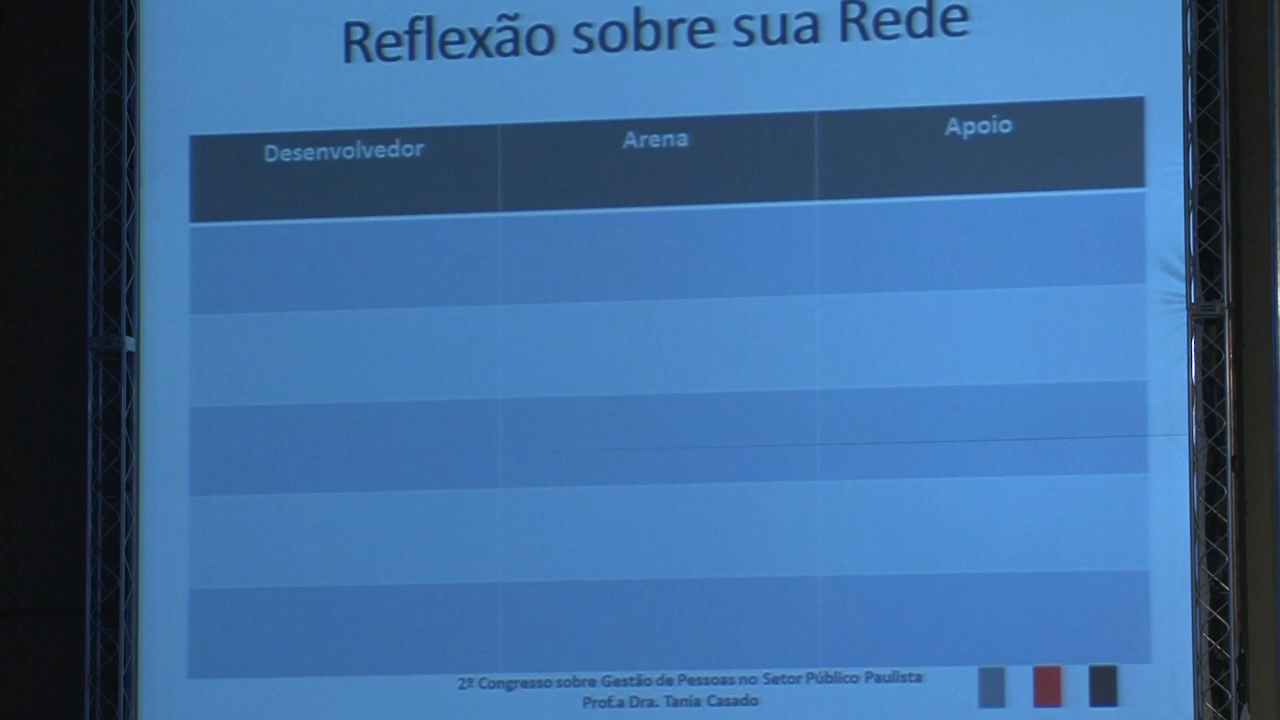 Reflexão sobre sua Rede
Desenvolvedor
Arena
Apoio
2º Congresso sobre Gestão de Pessoas no Setor Público Paulista
Prof.a Dra. Tania Casado